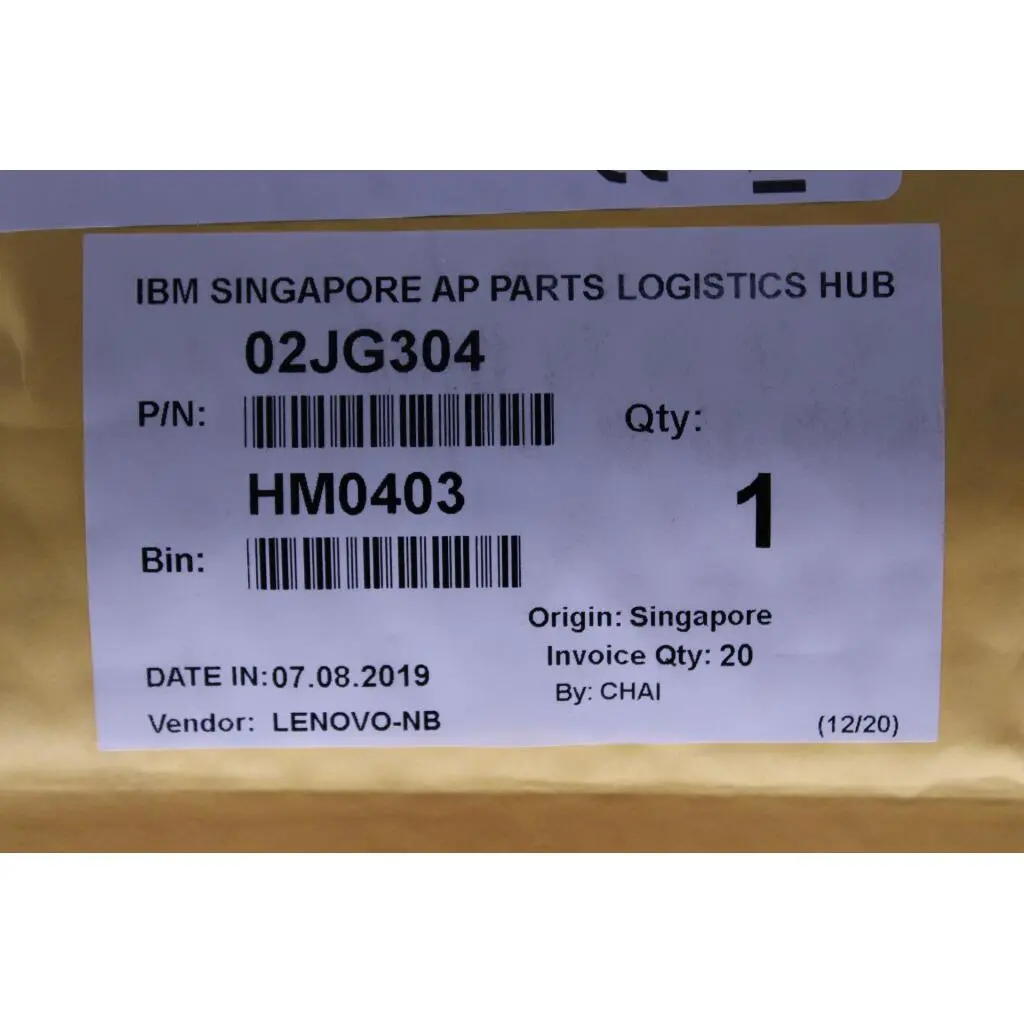 IBM SINGAPORE AP PARTS LOGISTICS HUB
02JG304
P/N:
Qty:
HM0403
1
Bin:
Origin: Singapore
Invoice Qty: 20
DATE IN:07.08.2019
By: CHAI
Vendor: LENOVO-NB
(12/20)